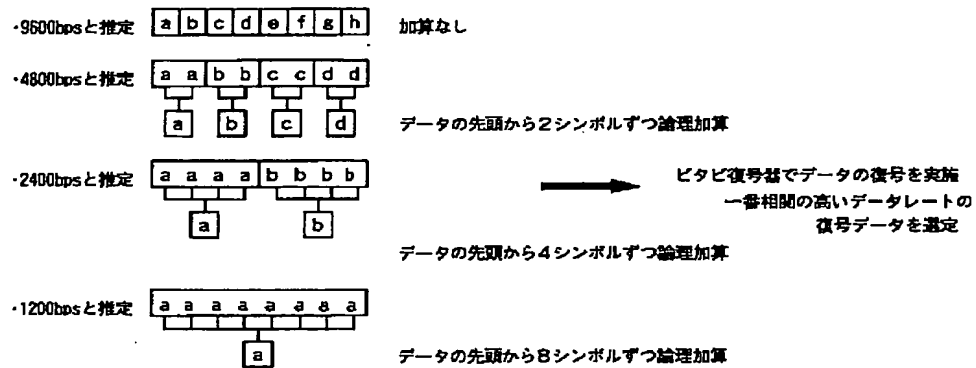 ・9600bpsと推定 a b c d e f g h 加算なし
・4800bpsと推定 a a b b c c d d
a b c d データの先頭から2シンボルずつ論理加算
・2400bpsと推定 a a a a b b b b
a b
データの先頭から4シンボルずつ論理加算
ビタビ復号器でデータの復号を実施
一番相関の高いデータレートの
復号データを選定
・1200bpsと推定 a a a a a a a a
a データの先頭から8シンボルずつ論理加算